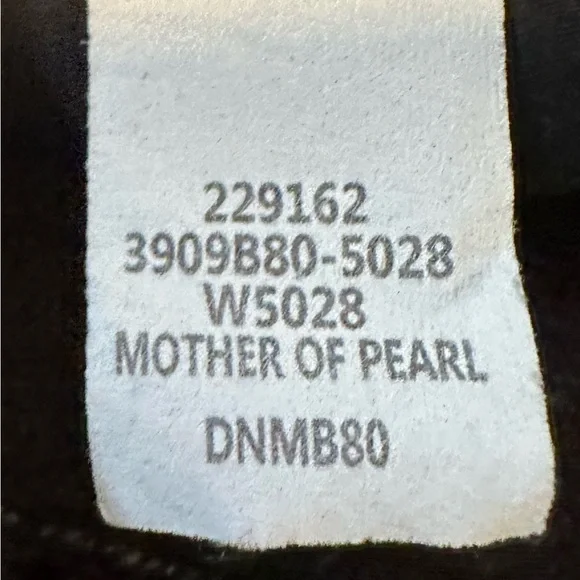 229162
3909B80-5028
W5028
MOTHER OF PEARL
DNMB80